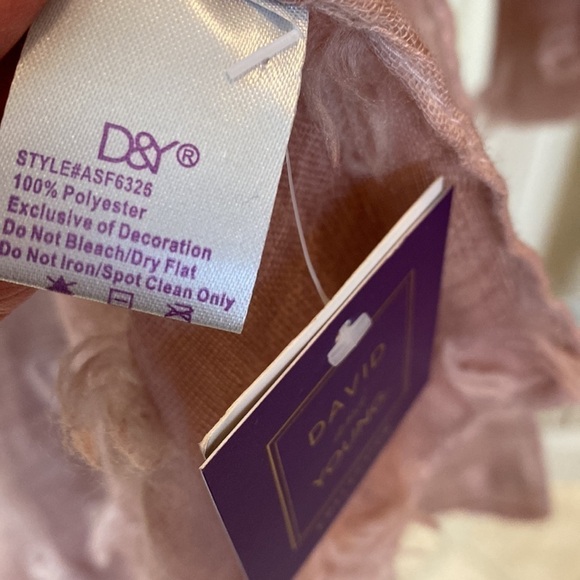 D&Y®
STYLE#ASF6326
100% Polyester
Exclusive of Decoration
Do Not Bleach/Dry Flat
Do Not Iron/Spot Clean Only
DAVID
YOUNG